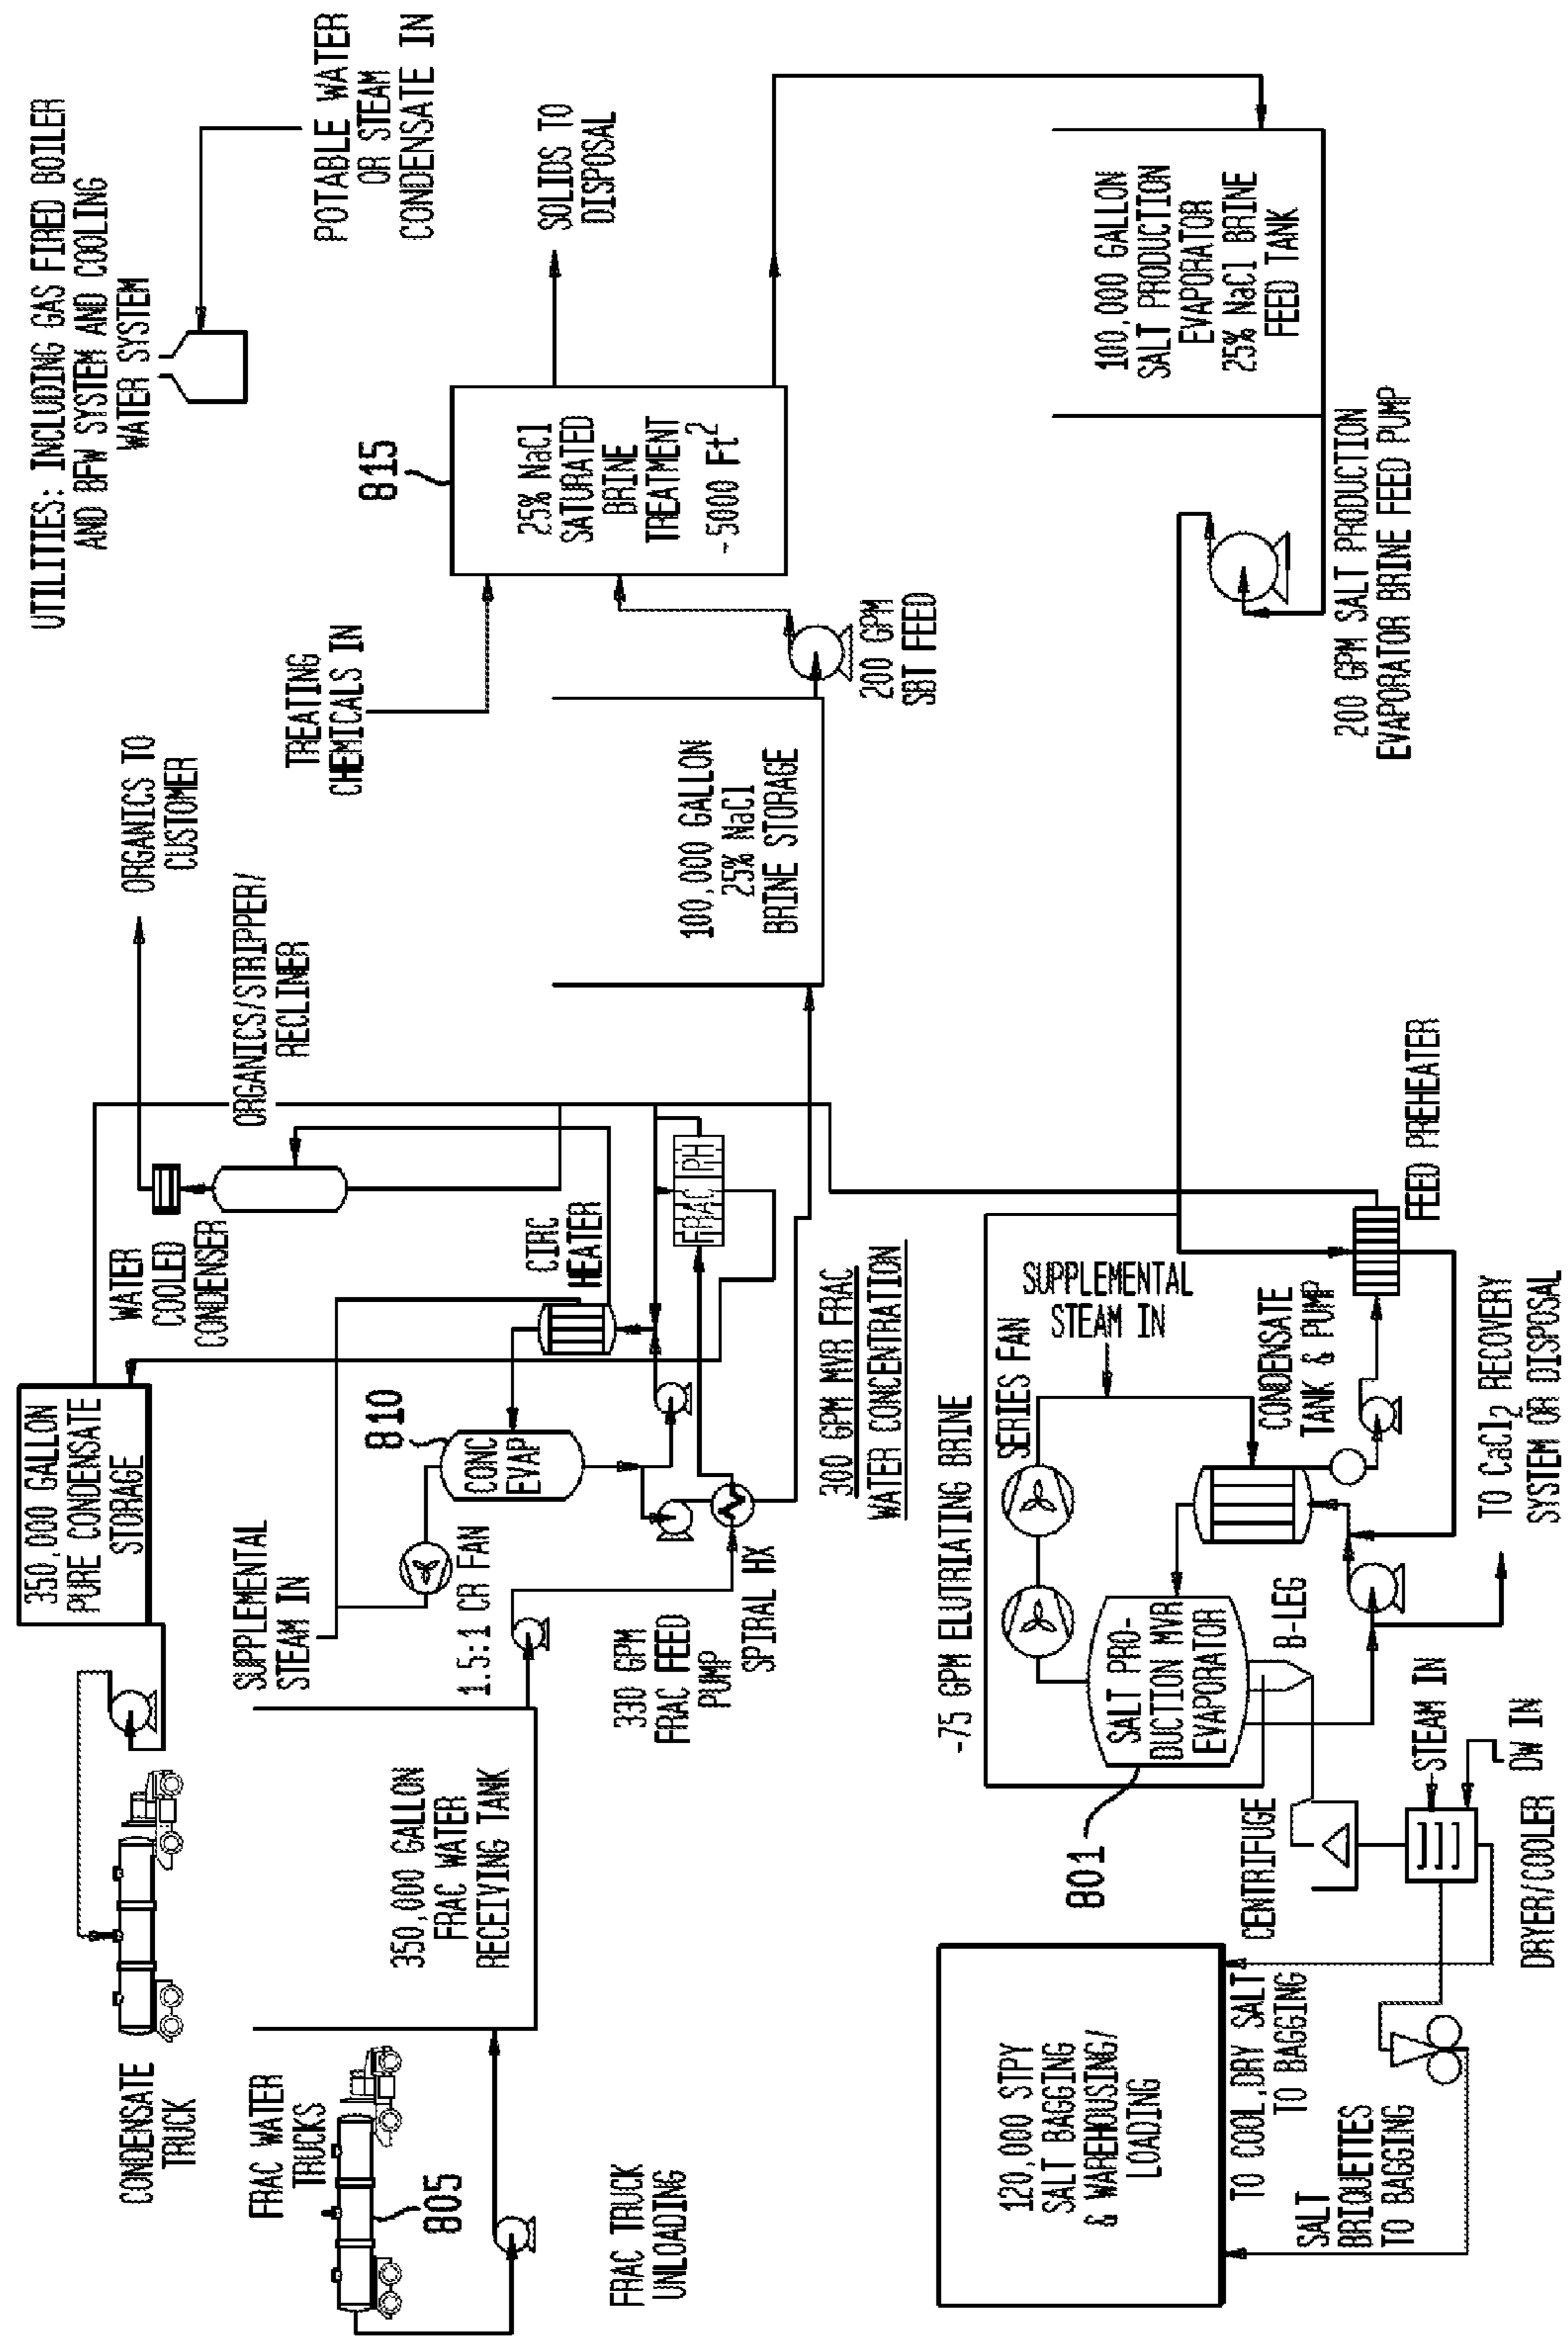 UTILITIES: INCLUDING GAS FIRED BOILER
AND BFW SYSTEM AND COOLING
WATER SYSTEM
POTABLE WATER
OR STEAM
CONDENSATE IN
CONDENSATE
TRUCK
350,000 GALLON
PURE CONDENSATE
STORAGE
WATER
COOLED
CONDENSER
ORGANICS TO
CUSTOMER
ORGANICS/STRIPPER/
RECLINER
TREATING
CHEMICALS IN
815
25% NaCl
SATURATED
BRINE
TREATMENT
~5000 Ft2
SOLIDS TO
DISPOSAL
FRAC WATER
TRUCKS
805
FRAC TRUCK
UNLOADING
350,000 GALLON
FRAC WATER
RECEIVING TANK
SUPPLEMENTAL
STEAM IN
1.5:1 CR FAN
810
CONC
EVAP
CIRC
HEATER
FRAC PH
330 GPM
FRAC FEED
PUMP
SPIRAL HX
300 GPM MVR FRAC
WATER CONCENTRATION
100,000 GALLON
25% NaCl
BRINE STORAGE
200 GPM
SBT FEED
100,000 GALLON
SALT PRODUCTION
EVAPORATOR
25% NaCl BRINE
FEED TANK
200 GPM SALT PRODUCTION
EVAPORATOR BRINE FEED PUMP
~75 GPM ELUTRIATING BRINE
SERIES FAN
SUPPLEMENTAL
STEAM IN
801
SALT PRO-
DUCTION MVR
EVAPORATOR
B-LEG
CONDENSATE
TANK & PUMP
FEED PREHEATER
TO CaCl2 RECOVERY
SYSTEM OR DISPOSAL
CENTRIFUGE
STEAM IN
DW IN
DRYER/COOLER
120,000 STPY
SALT BAGGING
& WAREHOUSING/
LOADING
TO COOL,DRY SALT
TO BAGGING
SALT
BRIQUETTES
TO BAGGING